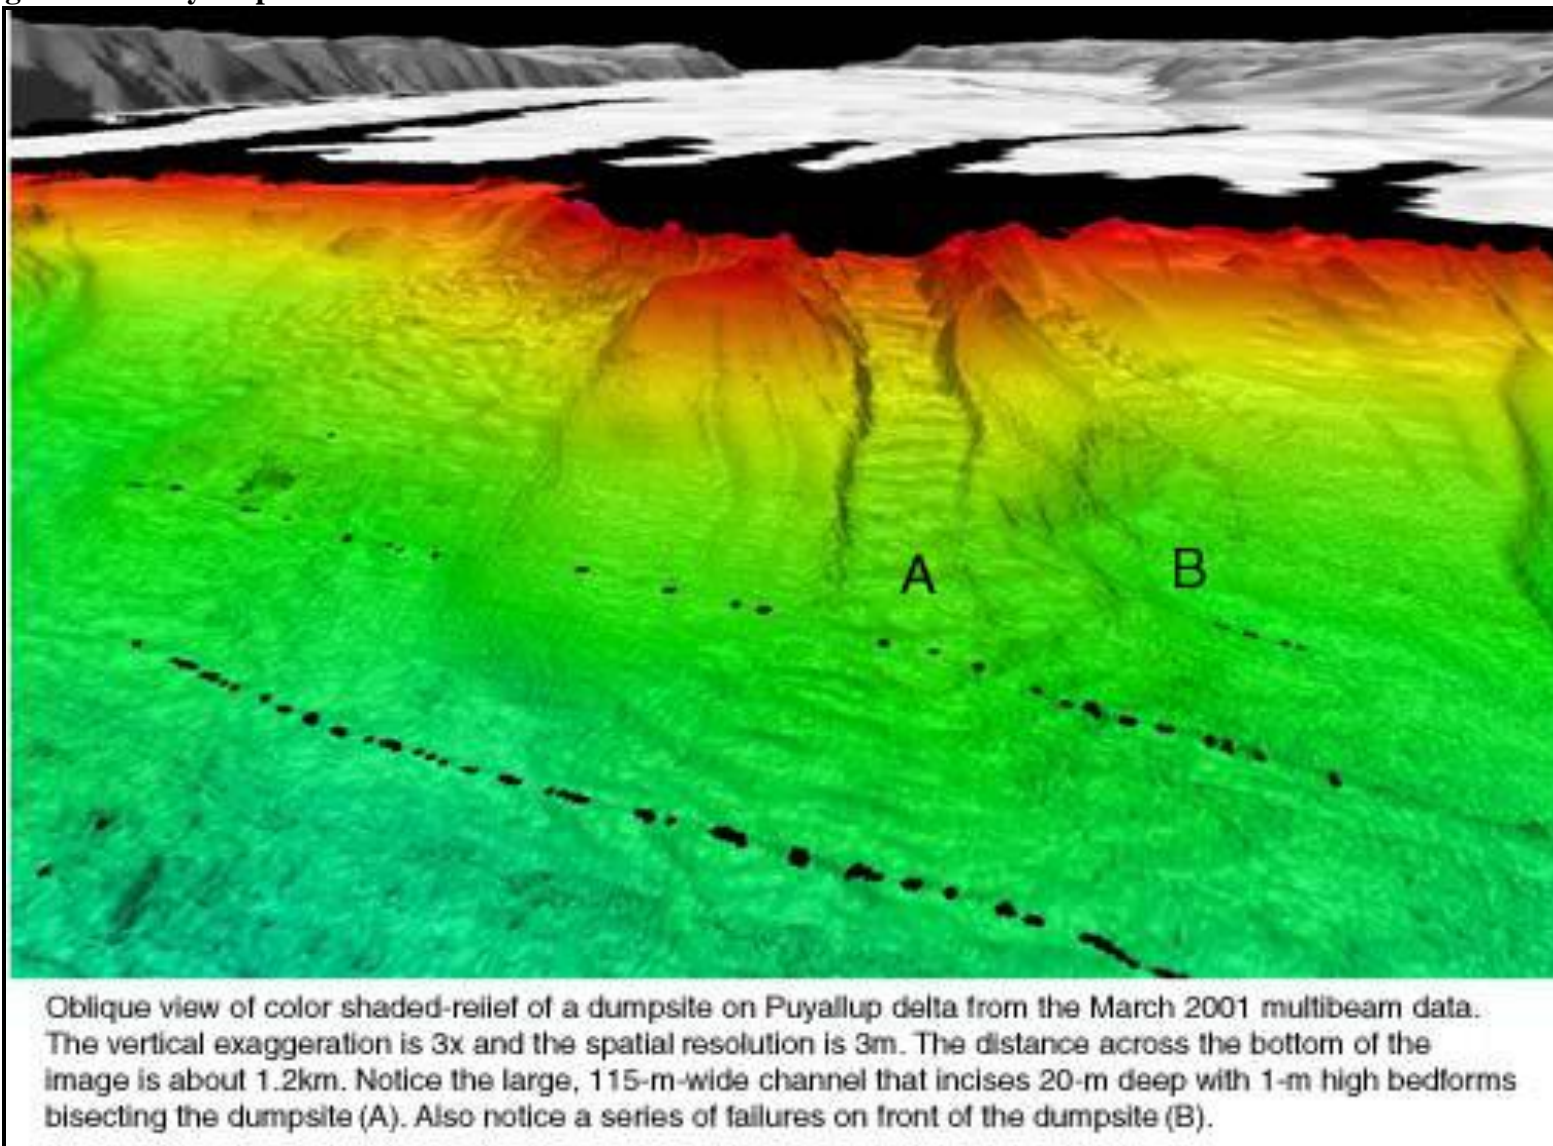 A
B
Oblique view of color shaded-relief of a dumpsite on Puyallup delta from the March 2001 multibeam data.
The vertical exaggeration is 3x and the spatial resolution is 3m. The distance across the bottom of the
image is about 1.2km. Notice the large, 115-m-wide channel that incises 20-m deep with 1-m high bedforms
bisecting the dumpsite (A). Also notice a series of failures on front of the dumpsite (B).